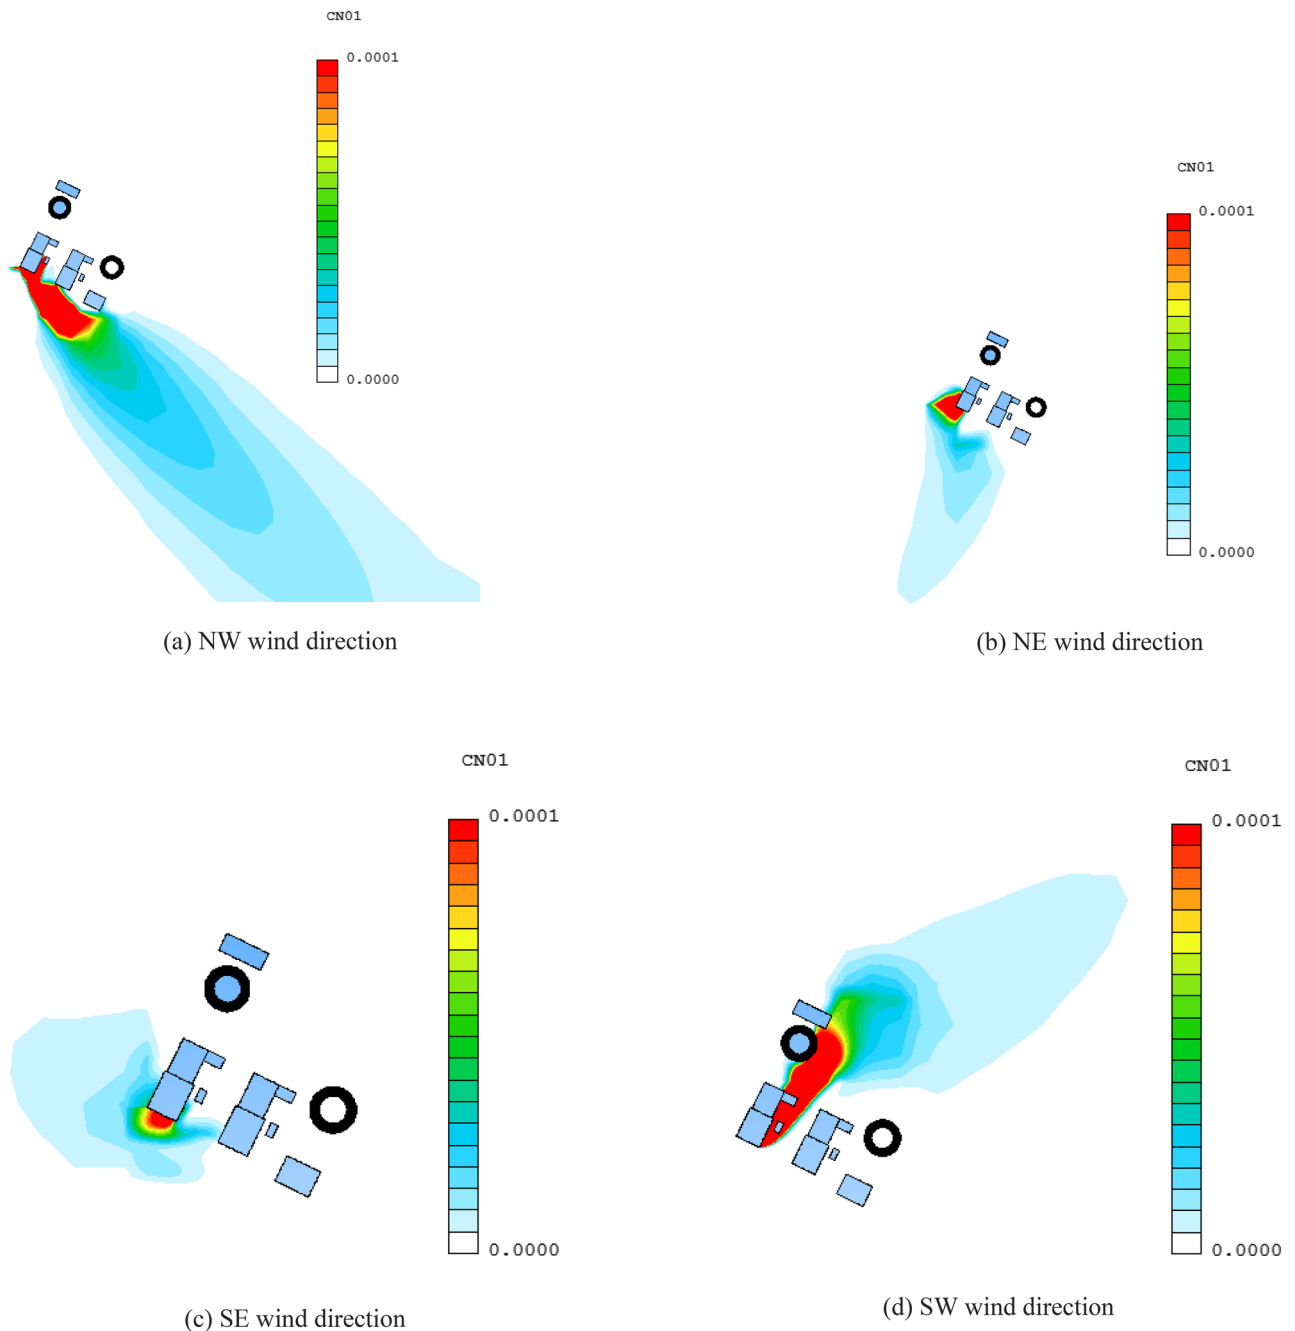 CN01
0.0001
0.0000
(a) NW wind direction
CN01
0.0001
0.0000
(b) NE wind direction
CN01
0.0001
0.0000
(c) SE wind direction
CN01
0.0001
0.0000
(d) SW wind direction